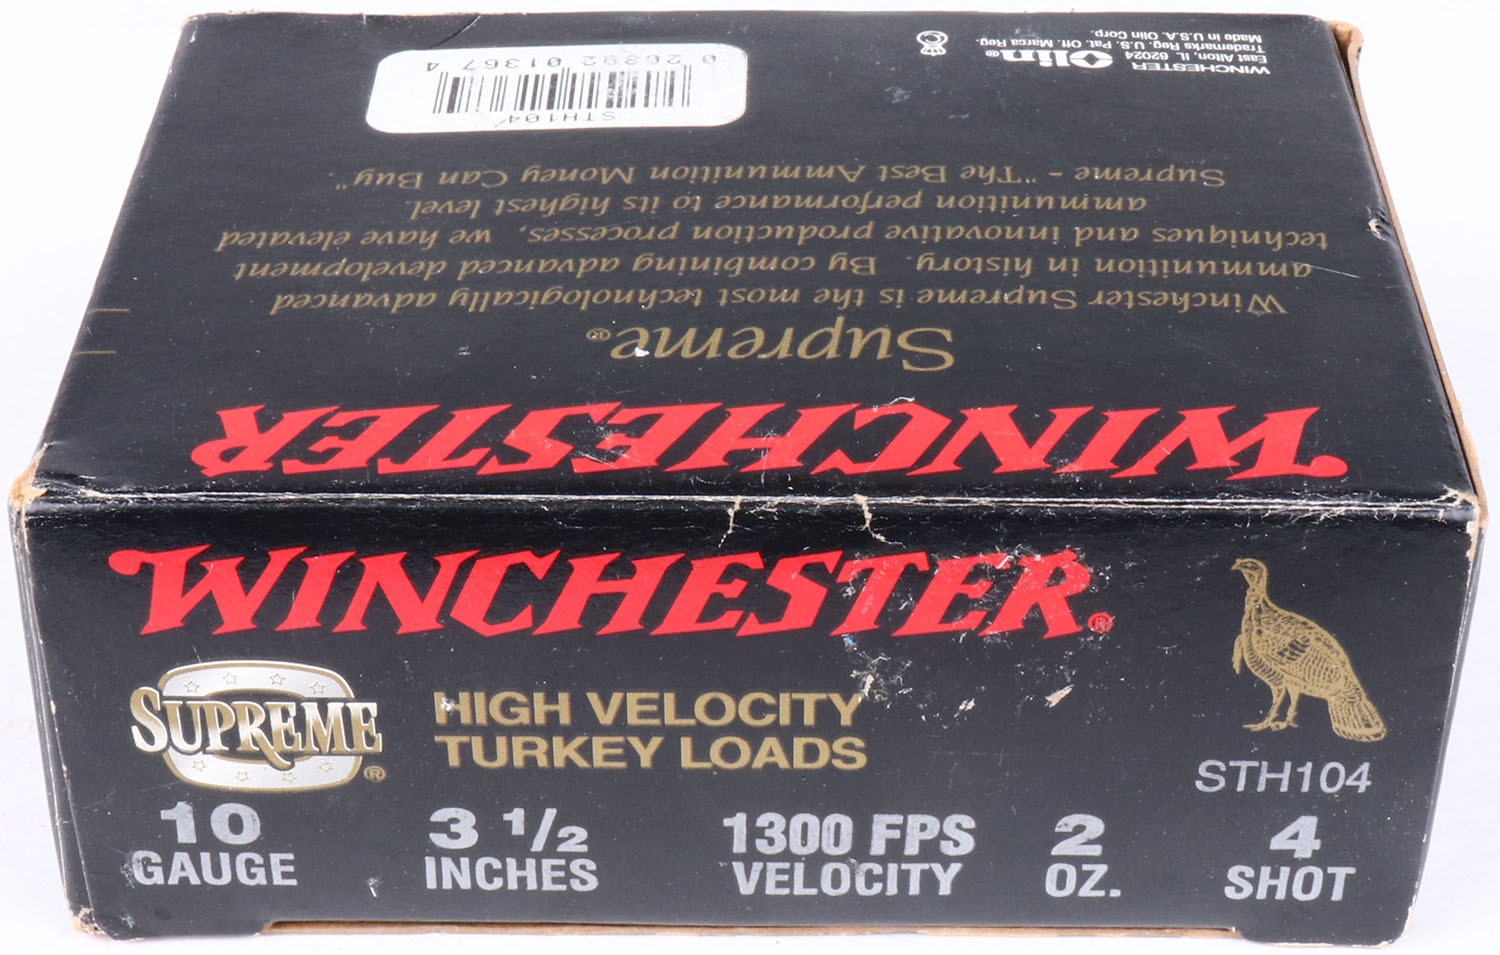 WINCHESTER®
SUPREME®
HIGH VELOCITY
TURKEY LOADS
STH104
10
GAUGE
3 1/2
INCHES
1300 FPS
VELOCITY
2
OZ.
4
SHOT
WINCHESTER
Supreme®
Winchester Supreme is the most technologically advanced
ammunition in history. By combining advanced development
techniques and innovative production processes, we have elevated
ammunition performance to its highest level.
Supreme - "The Best Ammunition Money Can Buy".
STH104
0 26392 01367 4
WINCHESTER Olin®
East Alton, IL 62024
Trademarks Reg. U.S. Pat. Off. Marca Reg.
Made in U.S.A. Olin Corp.